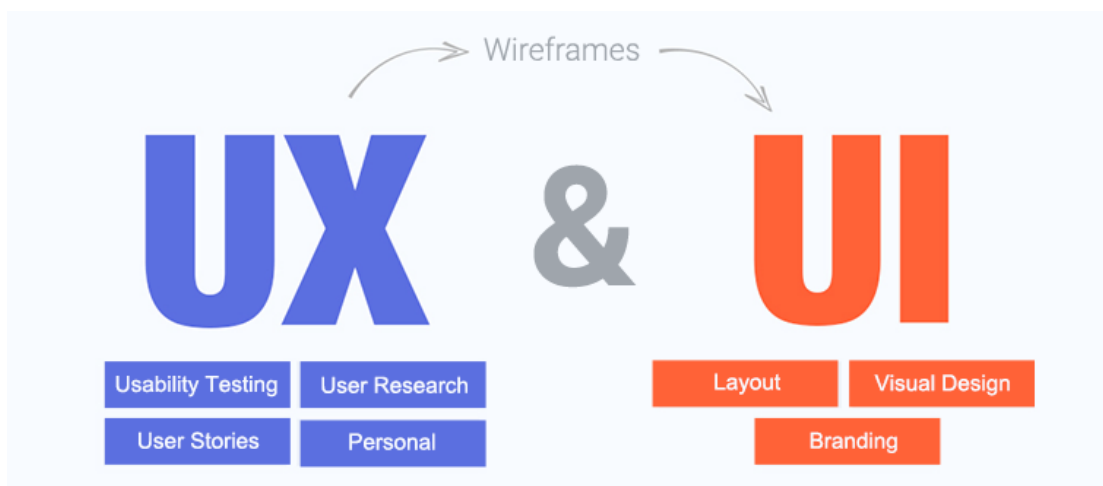 Wireframes
UX & UI
Usability Testing
User Research
User Stories
Personal
Layout
Visual Design
Branding